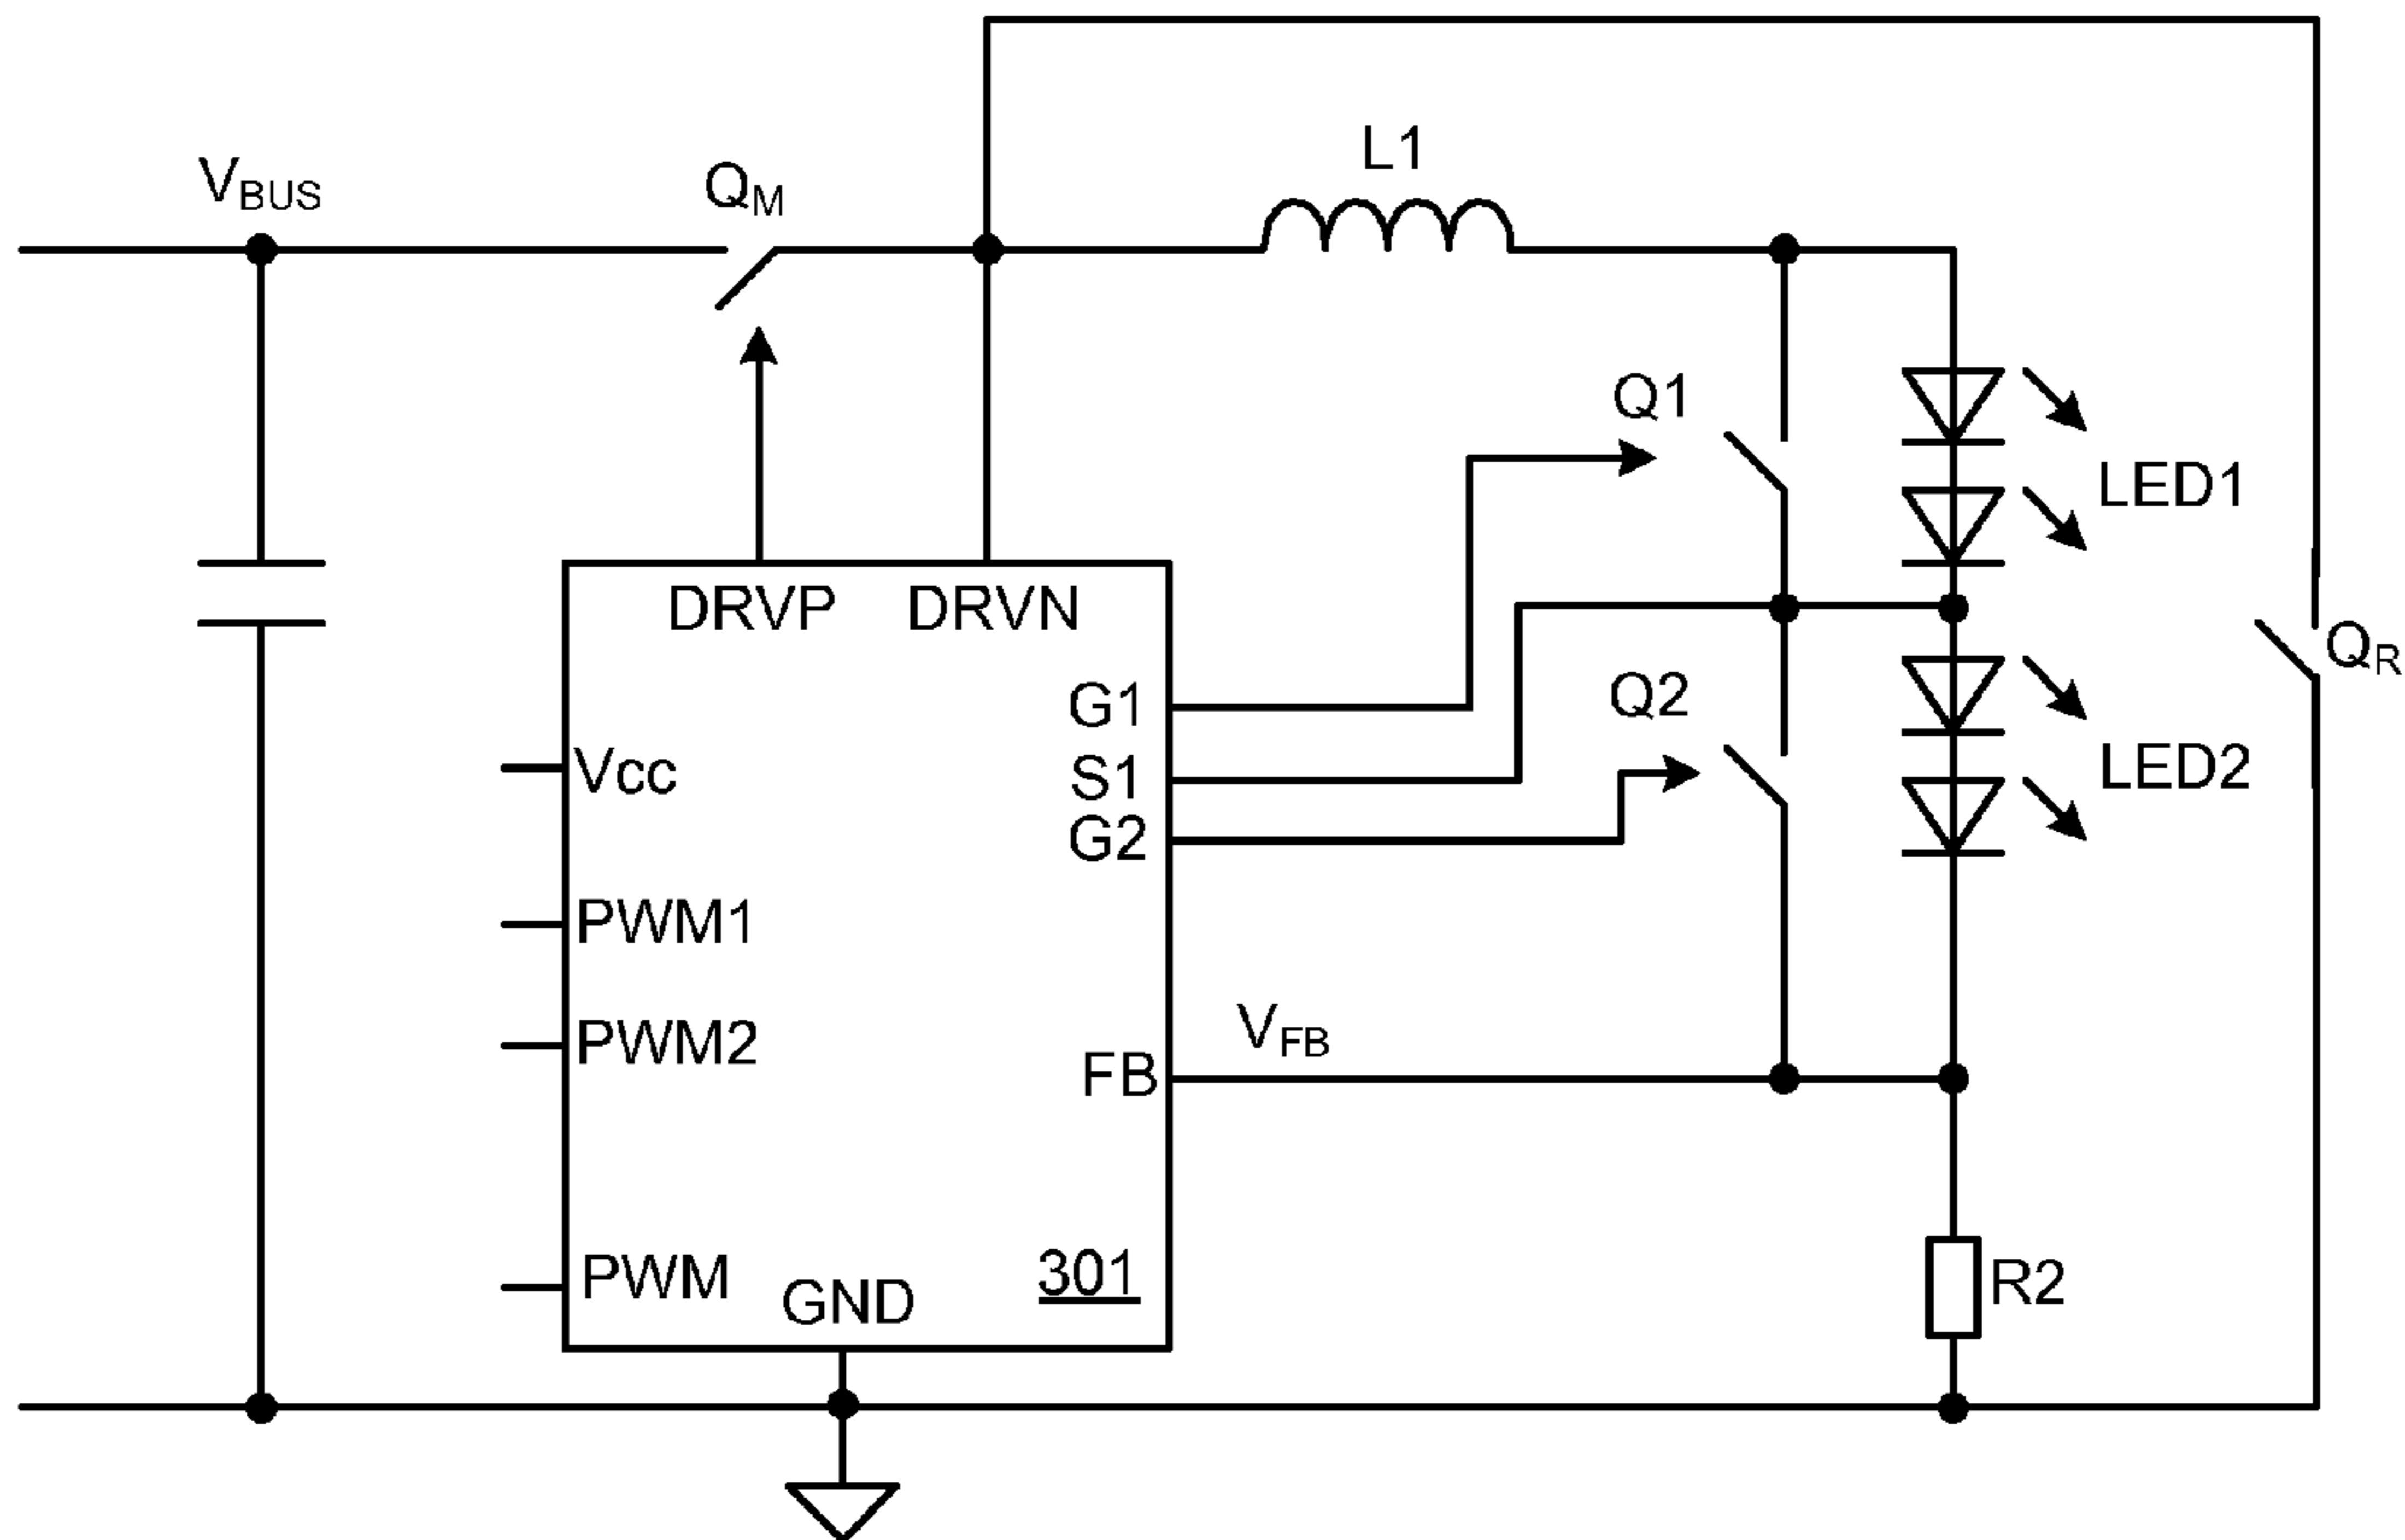 L1
VBUS
QM
Q1
LED1
DRVP
DRVN
QR
Q2
G1
Vcc
S1
LED2
G2
PWM1
VFB
PWM2
FB
PWM
GND
301
R2